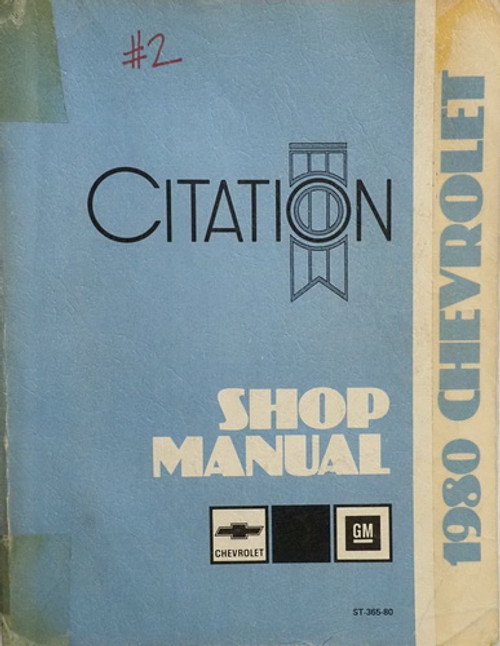 #2
CITATION
SHOP
MANUAL
CHEVROLET
GM
ST-365-80
1980 CHEVROLET